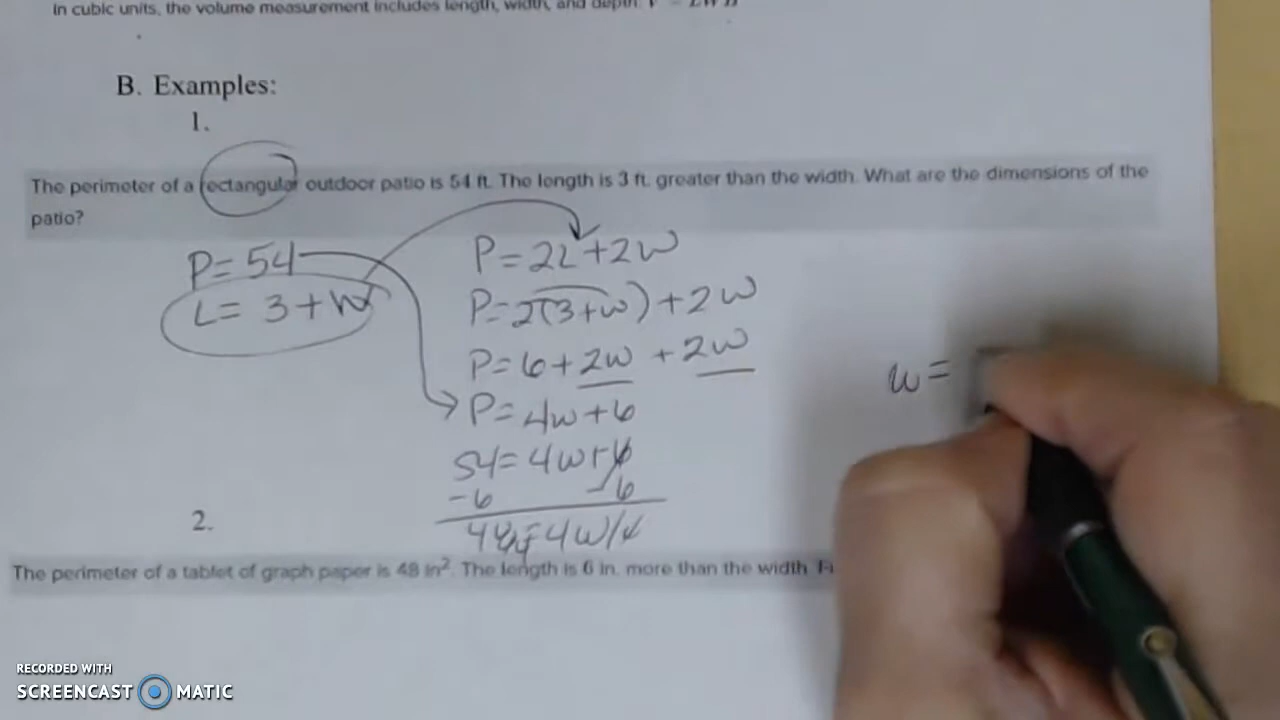 In cubic units, the volume measurement includes length, width, and depth. V = LWD
B. Examples:
1.
The perimeter of a rectangular outdoor patio is 54 ft. The length is 3 ft. greater than the width. What are the dimensions of the
patio?
P=54
L= 3+W
P=2L+2W
P=2(3+W)+2W
P=6+2W+2W
P=4W+6
54=4W+6
-6 -6
48/4=4W/4
W=
2.
The perimeter of a tablet of graph paper is 48 in². The length is 6 in. more than the width.
RECORDED WITH
SCREENCAST MATIC